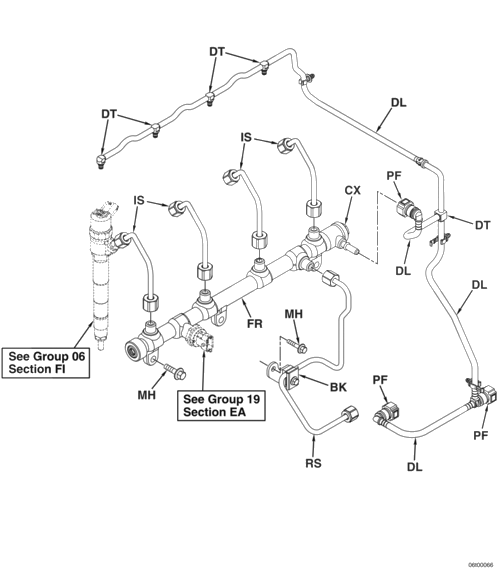 DT
DT
DL
IS
PF
CX
IS
DT
DL
DL
FR
MH
See Group 06
Section FI
MH
See Group 19
Section EA
BK
PF
PF
RS
DL
06I00066